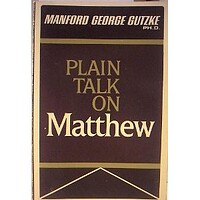 MANFORD GEORGE GUTZKE
PH.D.
PLAIN
TALK
ON
Matthew